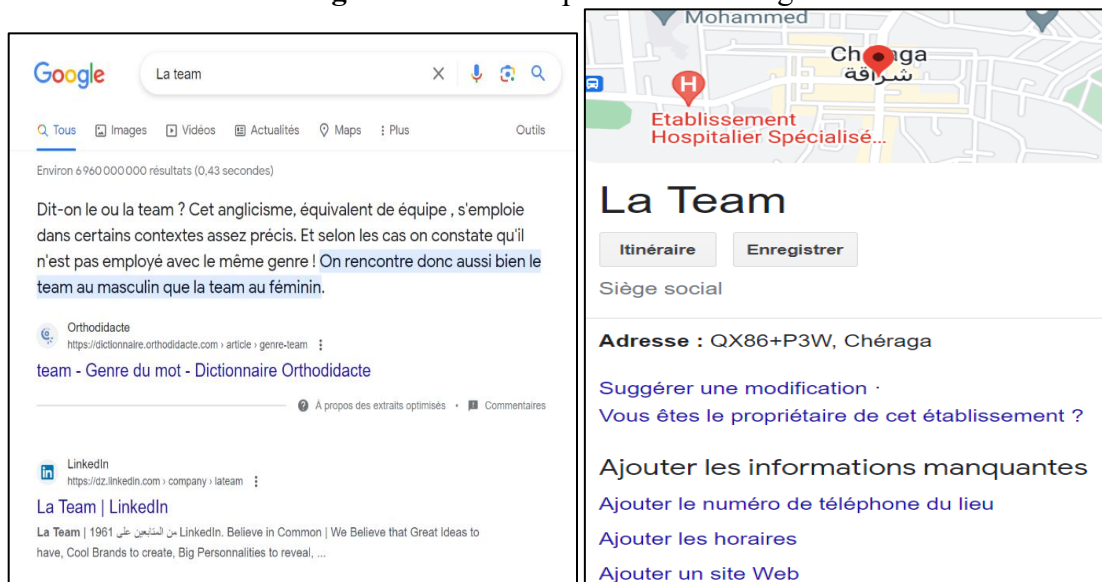 Google
La team
Tous Images Vidéos Actualités Maps Plus Outils
Environ 6 960 000 000 résultats (0,43 secondes)
Dit-on le ou la team ? Cet anglicisme, équivalent de équipe , s'emploie
dans certains contextes assez précis. Et selon les cas on constate qu'il
n'est pas employé avec le même genre ! On rencontre donc aussi bien le
team au masculin que la team au féminin.
Orthodidacte
https://dictionnaire.orthodidacte.com › article › genre-team
team - Genre du mot - Dictionnaire Orthodidacte
À propos des extraits optimisés • Commentaires
LinkedIn
https://dz.linkedin.com › company › lateam
La Team | LinkedIn
La Team | 1961 من المتابعين على LinkedIn. Believe in Common | We Believe that Great Ideas to
have, Cool Brands to create, Big Personnalities to reveal, ...
Mohammed
شراقة
H
Etablissement
Hospitalier Spécialisé...
La Team
Itinéraire Enregistrer
Siège social
Adresse : QX86+P3W, Chéraga
Suggérer une modification ·
Vous êtes le propriétaire de cet établissement ?
Ajouter les informations manquantes
Ajouter le numéro de téléphone du lieu
Ajouter les horaires
Ajouter un site Web